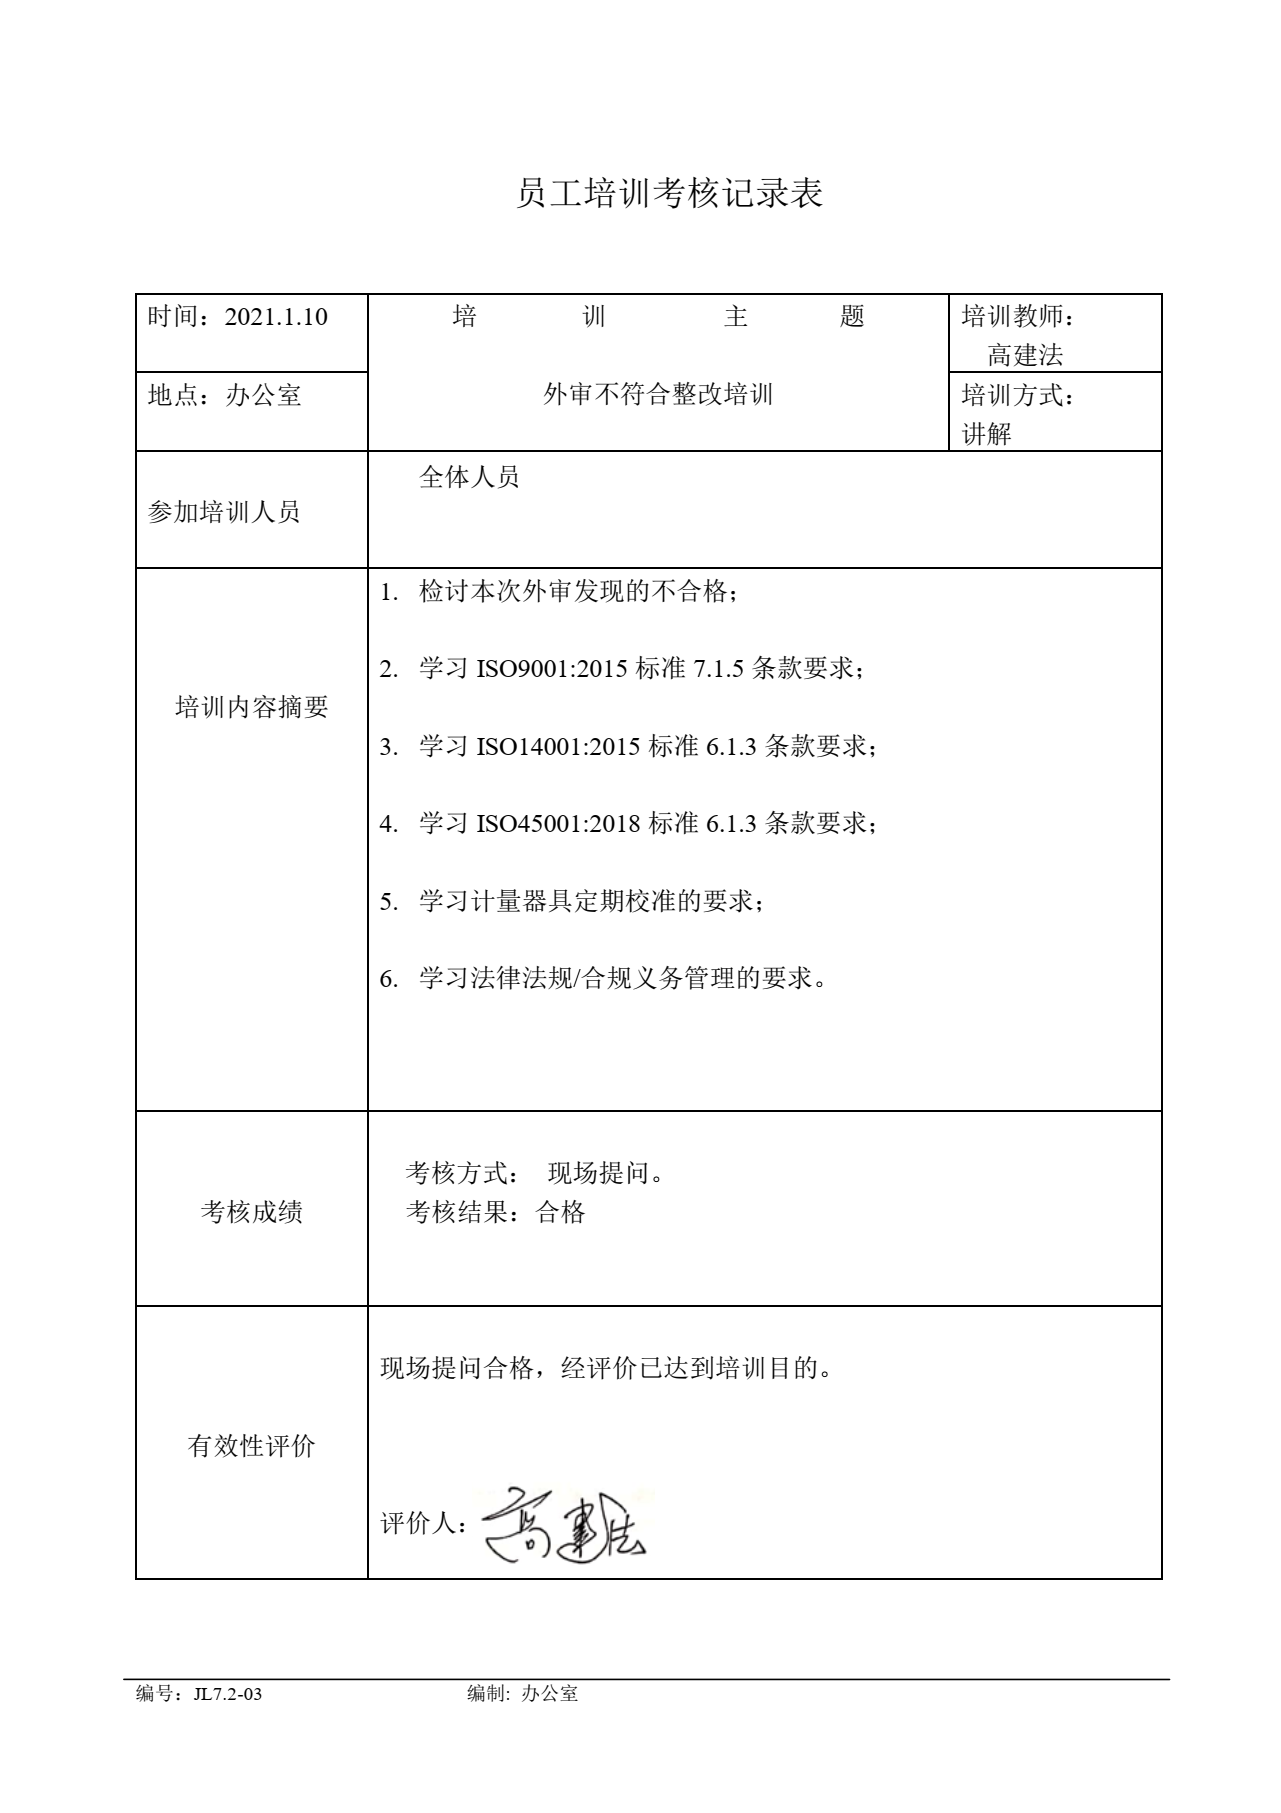 员工培训考核记录表
时间：2021.1.10
培 训 主 题
培训教师：
高建法
地点：办公室
外审不符合整改培训
培训方式：
讲解
参加培训人员
全体人员
培训内容摘要
1. 检讨本次外审发现的不合格；
2. 学习 ISO9001:2015 标准 7.1.5 条款要求；
3. 学习 ISO14001:2015 标准 6.1.3 条款要求；
4. 学习 ISO45001:2018 标准 6.1.3 条款要求；
5. 学习计量器具定期校准的要求；
6. 学习法律法规/合规义务管理的要求。
考核成绩
考核方式： 现场提问。
考核结果：合格
有效性评价
现场提问合格，经评价已达到培训目的。
评价人：高建法
编号：JL7.2-03 编制: 办公室